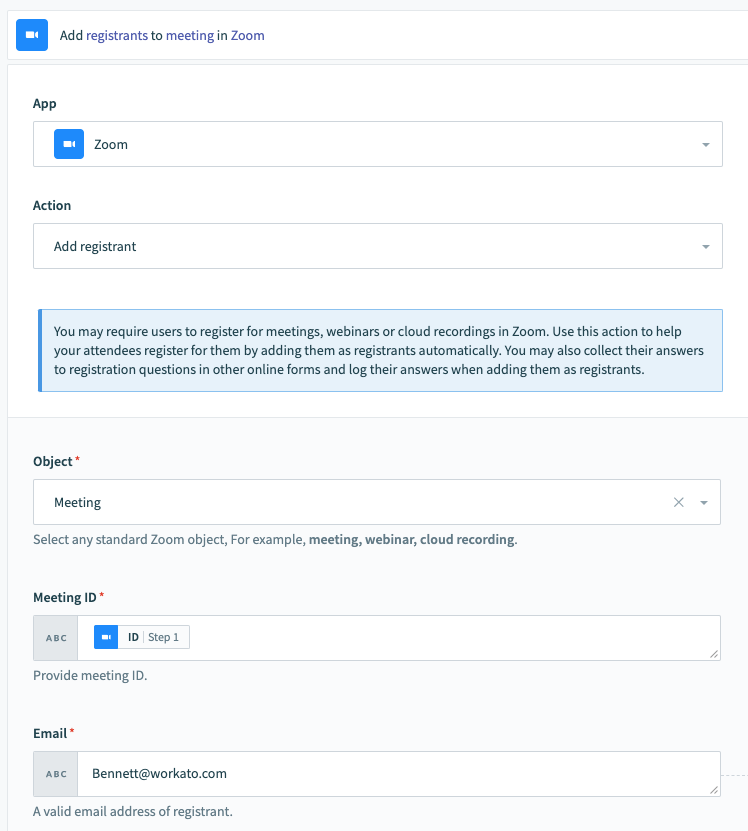 Add registrants to meeting in Zoom
App
Zoom
Action
Add registrant
You may require users to register for meetings, webinars or cloud recordings in Zoom. Use this action to help
your attendees register for them by adding them as registrants automatically. You may also collect their answers
to registration questions in other online forms and log their answers when adding them as registrants.
Object *
Meeting
Select any standard Zoom object, For example, meeting, webinar, cloud recording.
Meeting ID *
ABC ID Step 1
Provide meeting ID.
Email *
ABC Bennett@workato.com
A valid email address of registrant.